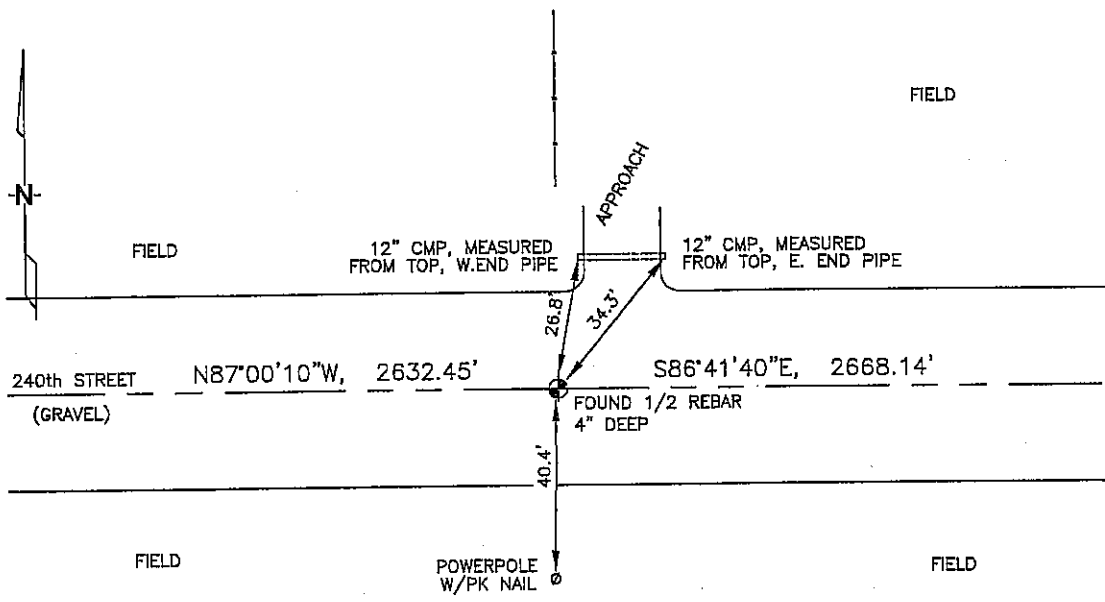 FIELD
APPROACH
N
FIELD
12" CMP, MEASURED
FROM TOP, W.END PIPE
12" CMP, MEASURED
FROM TOP, E. END PIPE
26.8'
34.3'
240th STREET
(GRAVEL)
N87°00'10"W, 2632.45'
S86°41'40"E, 2668.14'
FOUND 1/2 REBAR
4" DEEP
40.4'
FIELD
POWERPOLE
W/PK NAIL
FIELD